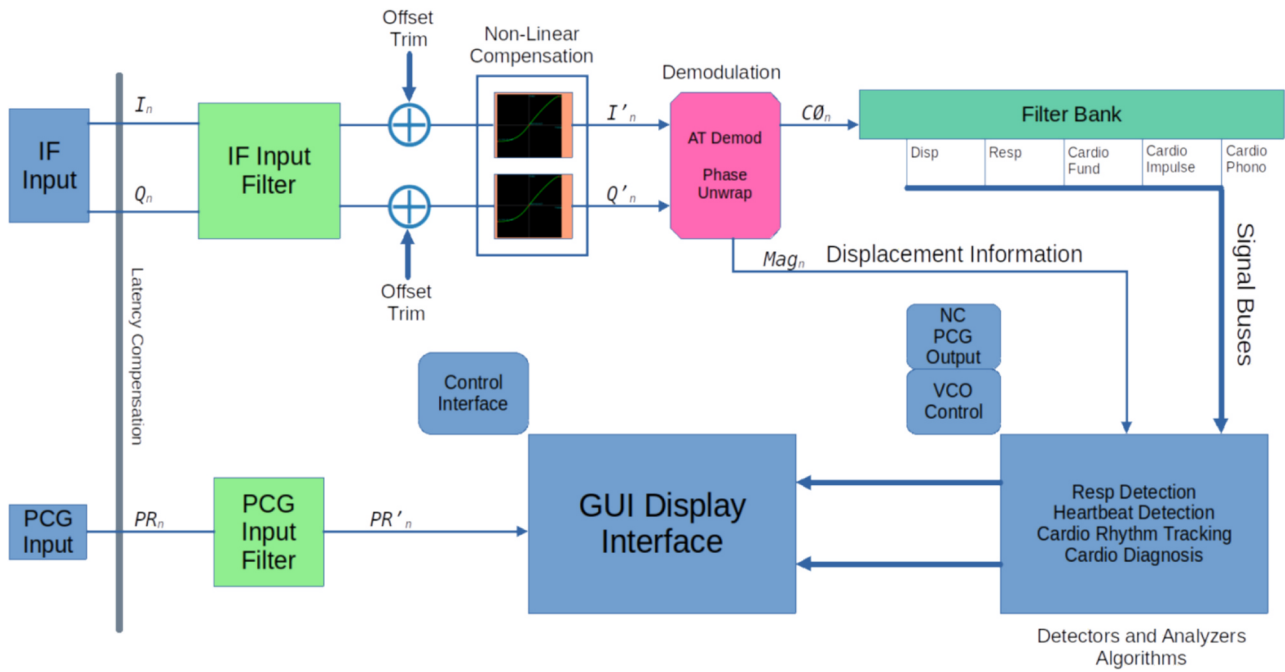 Offset
Trim
Non-Linear
Compensation
Demodulation
IF
Input
Iₙ
Qₙ
IF Input
Filter
I'ₙ
Q'ₙ
AT Demod
Phase
Unwrap
CØₙ
Filter Bank
Disp
Resp
Cardio
Fund
Cardio
Impulse
Cardio
Phono
Offset
Trim
Magₙ
Displacement Information
Signal Buses
Latency Compensation
NC
PCG
Output
VCO
Control
Control
Interface
PCG
Input
PRₙ
PCG
Input
Filter
PR'ₙ
GUI Display
Interface
Resp Detection
Heartbeat Detection
Cardio Rhythm Tracking
Cardio Diagnosis
Detectors and Analyzers
Algorithms